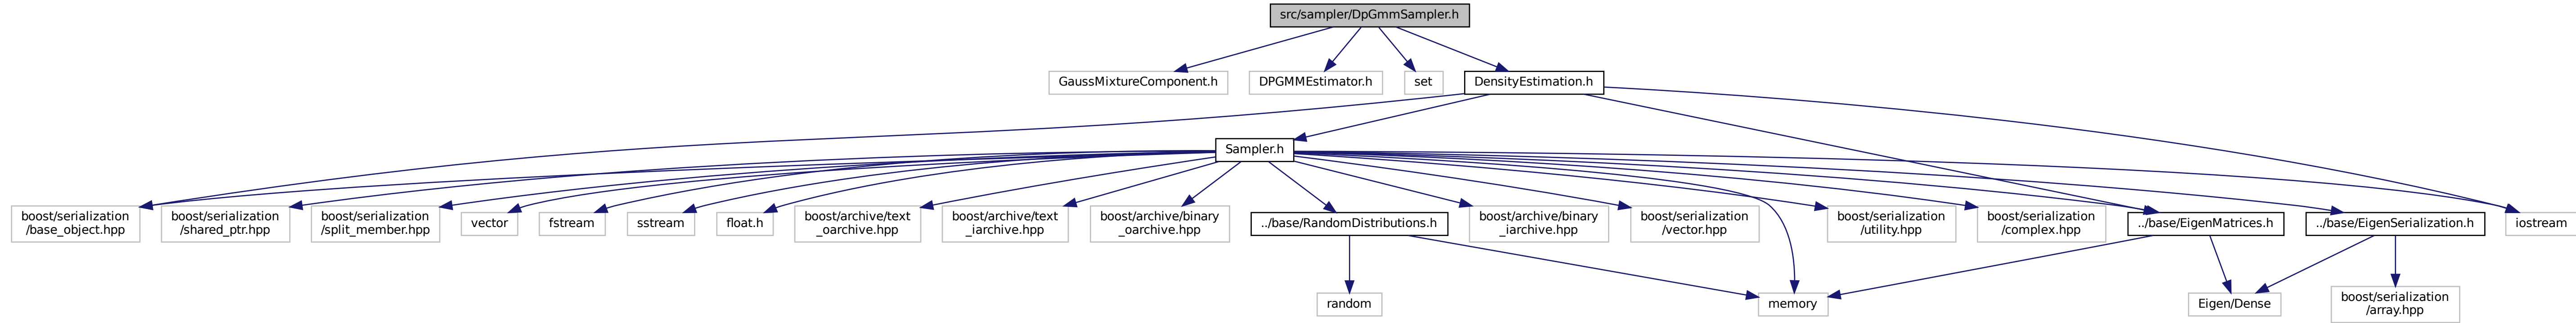 src/sampler/DpGmmSampler.h
GaussMixtureComponent.h
DPGMMEstimator.h
set
DensityEstimation.h
Sampler.h
boost/serialization
/base_object.hpp
boost/serialization
/shared_ptr.hpp
boost/serialization
/split_member.hpp
vector
fstream
sstream
float.h
boost/archive/text
_oarchive.hpp
boost/archive/text
_iarchive.hpp
boost/archive/binary
_oarchive.hpp
../base/RandomDistributions.h
boost/archive/binary
_iarchive.hpp
boost/serialization
/vector.hpp
boost/serialization
/utility.hpp
boost/serialization
/complex.hpp
../base/EigenMatrices.h
../base/EigenSerialization.h
iostream
random
memory
Eigen/Dense
boost/serialization
/array.hpp